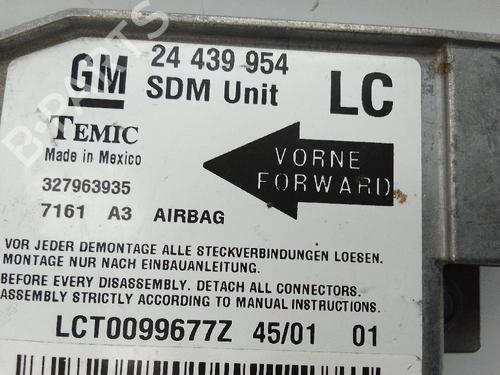 GM
24 439 954
SDM Unit
LC
TEMIC
Made in Mexico
327963935
7161 A3 AIRBAG
VORNE
FORWARD
VOR JEDER DEMONTAGE ALLE STECKVERBINDUNGEN LOESEN.
MONTAGE NUR NACH EINBAUANLEITUNG.
BEFORE EVERY DISASSEMBLY. DETACH ALL CONNECTORS.
ASSEMBLY STRICTLY ACCORDING TO MANUAL INSTRUCTIONS.
LCT0099677Z 45/01 01
B-PARTS